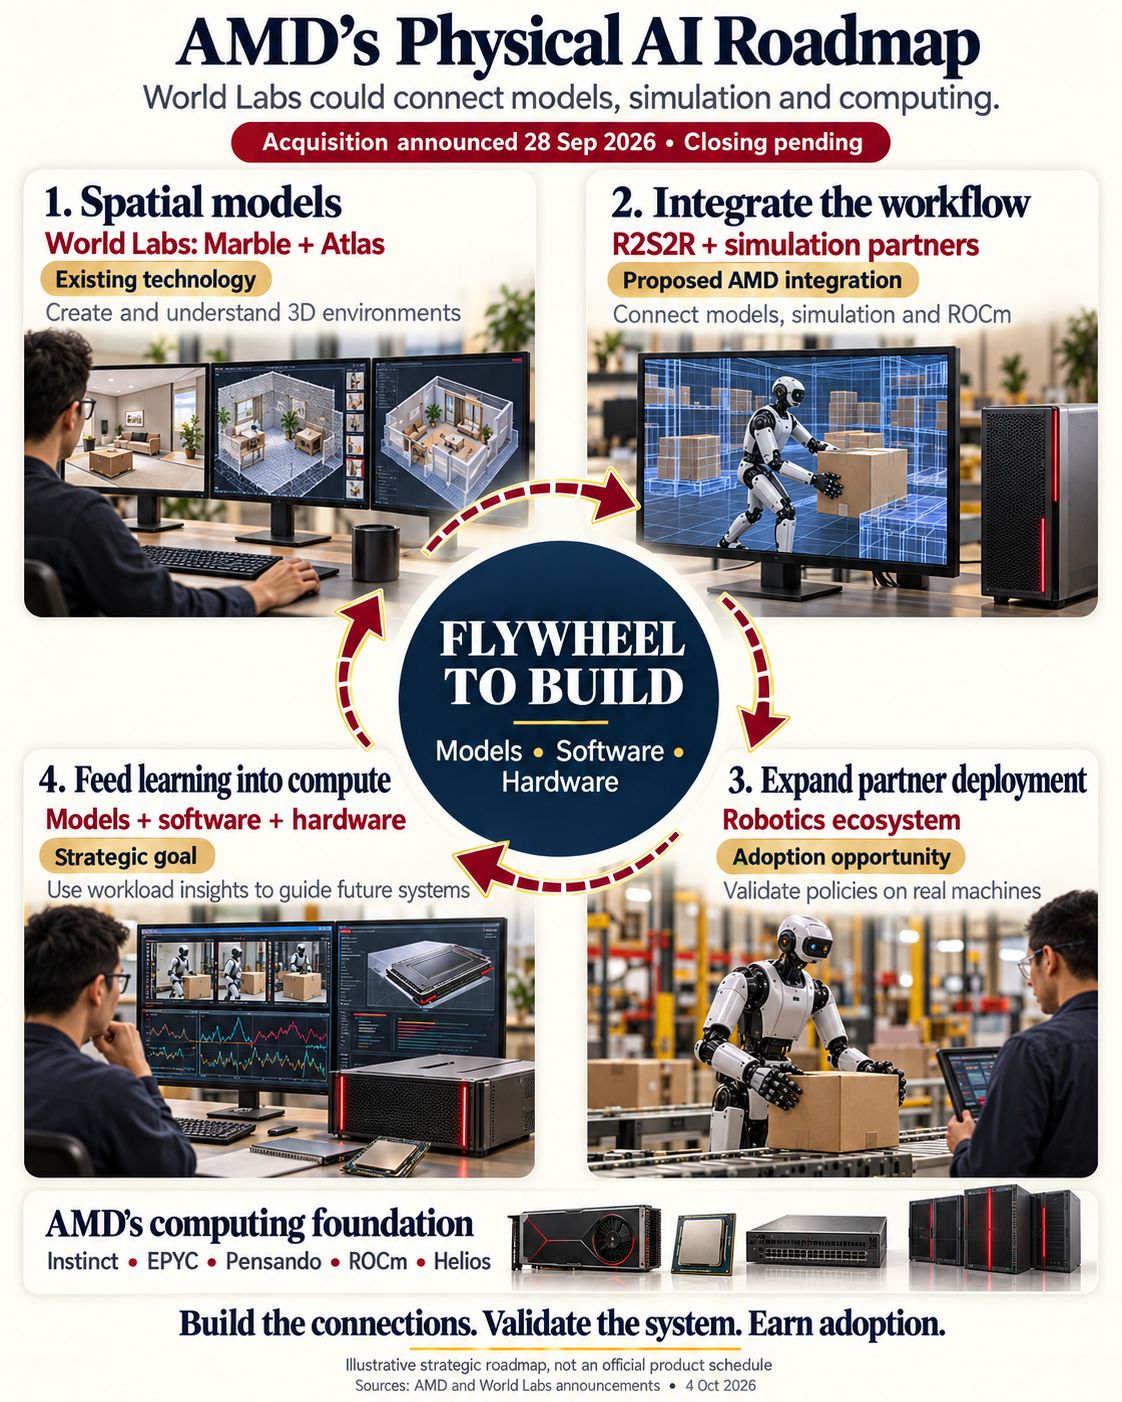 AMD's Physical AI Roadmap
World Labs could connect models, simulation and computing.
Acquisition announced 28 Sep 2026 • Closing pending
1. Spatial models
World Labs: Marble + Atlas
Existing technology
Create and understand 3D environments
2. Integrate the workflow
R2S2R + simulation partners
Proposed AMD integration
Connect models, simulation and ROCm
FLYWHEEL
TO BUILD
Models • Software •
Hardware
3. Expand partner deployment
Robotics ecosystem
Adoption opportunity
Validate policies on real machines
4. Feed learning into compute
Models + software + hardware
Strategic goal
Use workload insights to guide future systems
AMD's computing foundation
Instinct • EPYC • Pensando • ROCm • Helios
Build the connections. Validate the system. Earn adoption.
Illustrative strategic roadmap, not an official product schedule
Sources: AMD and World Labs announcements • 4 Oct 2026